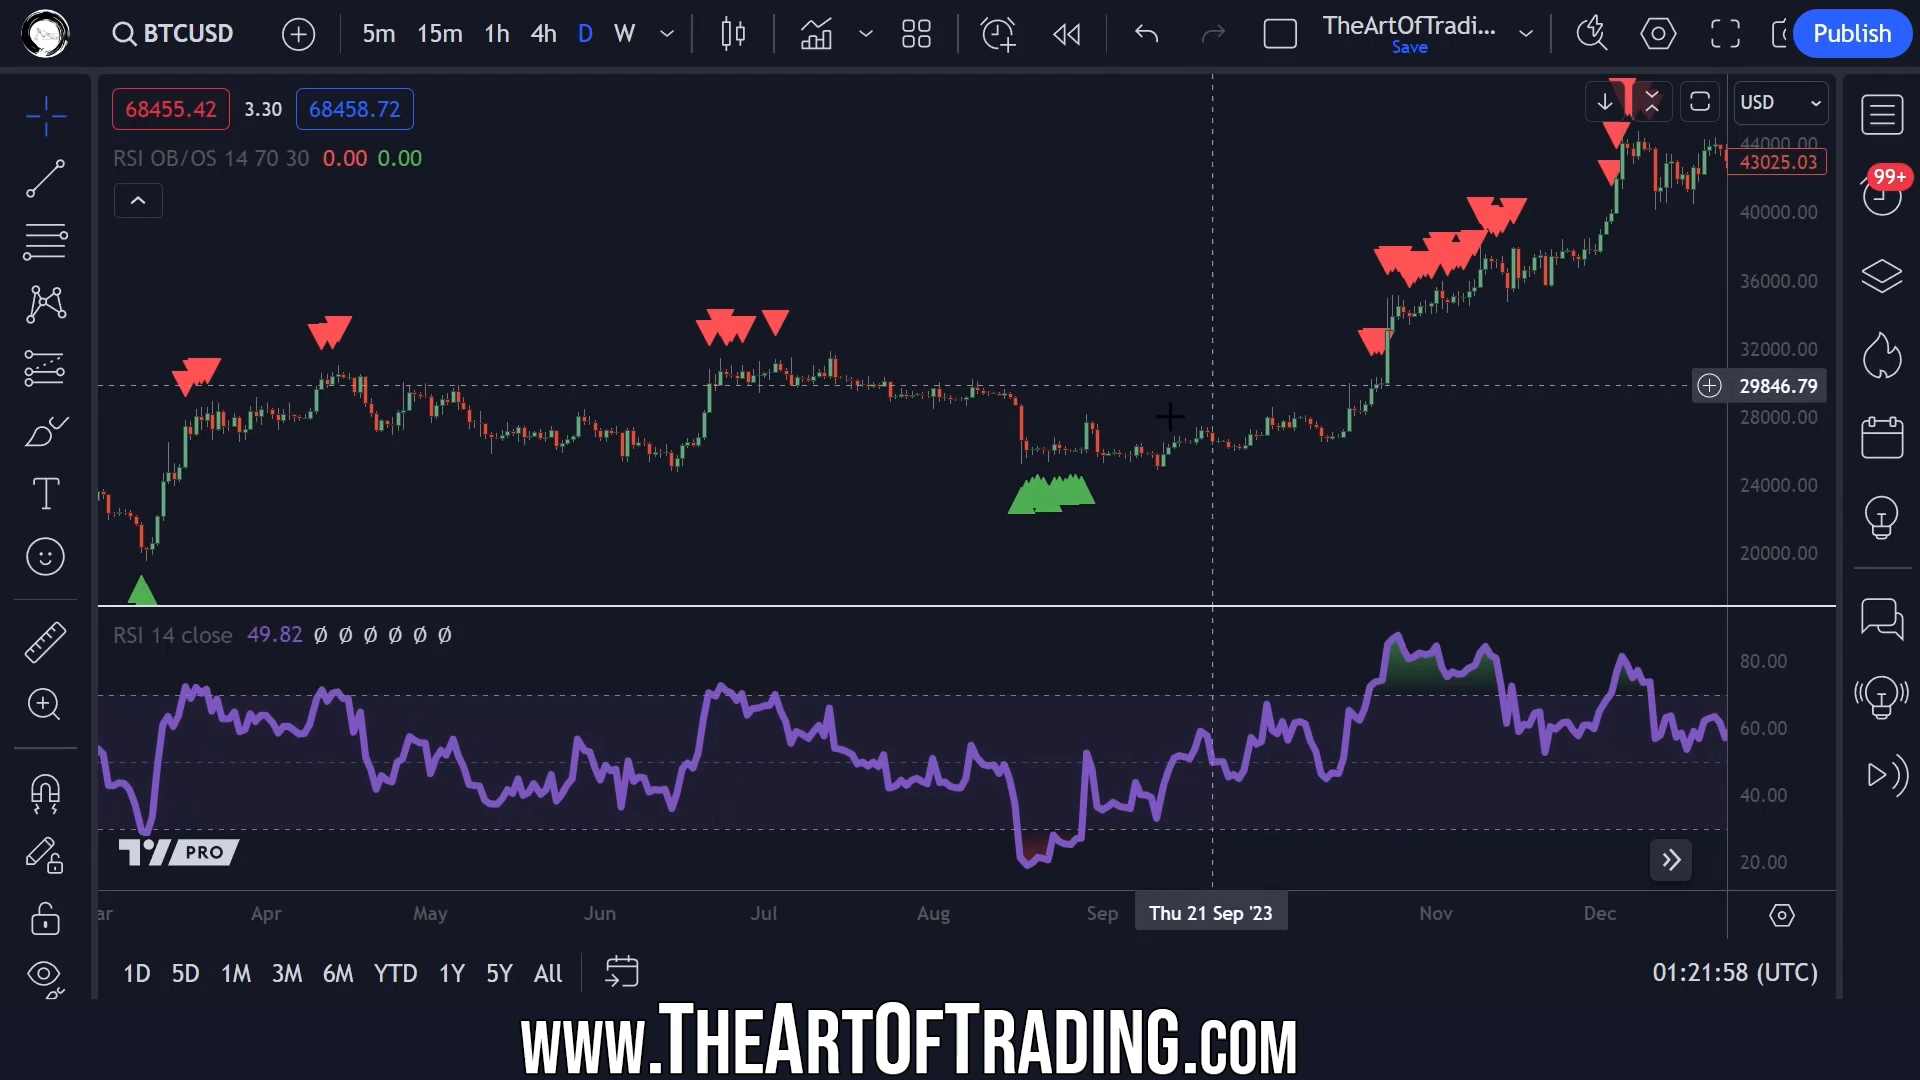 BTCUSD 5m 15m 1h 4h D W TheArtOfTradi... Publish
Save
68455.42 3.30 68458.72 USD
RSI OB/OS 14 70 30 0.00 0.00
44000.00
43025.03
99+
40000.00
36000.00
32000.00
29846.79
28000.00
24000.00
20000.00
RSI 14 close 49.82 Ø Ø Ø Ø Ø Ø
80.00
60.00
40.00
PRO
20.00
ar Apr May Jun Jul Aug Sep Thu 21 Sep '23 Nov Dec
1D 5D 1M 3M 6M YTD 1Y 5Y All 01:21:58 (UTC)
www.TheArtOfTrading.com